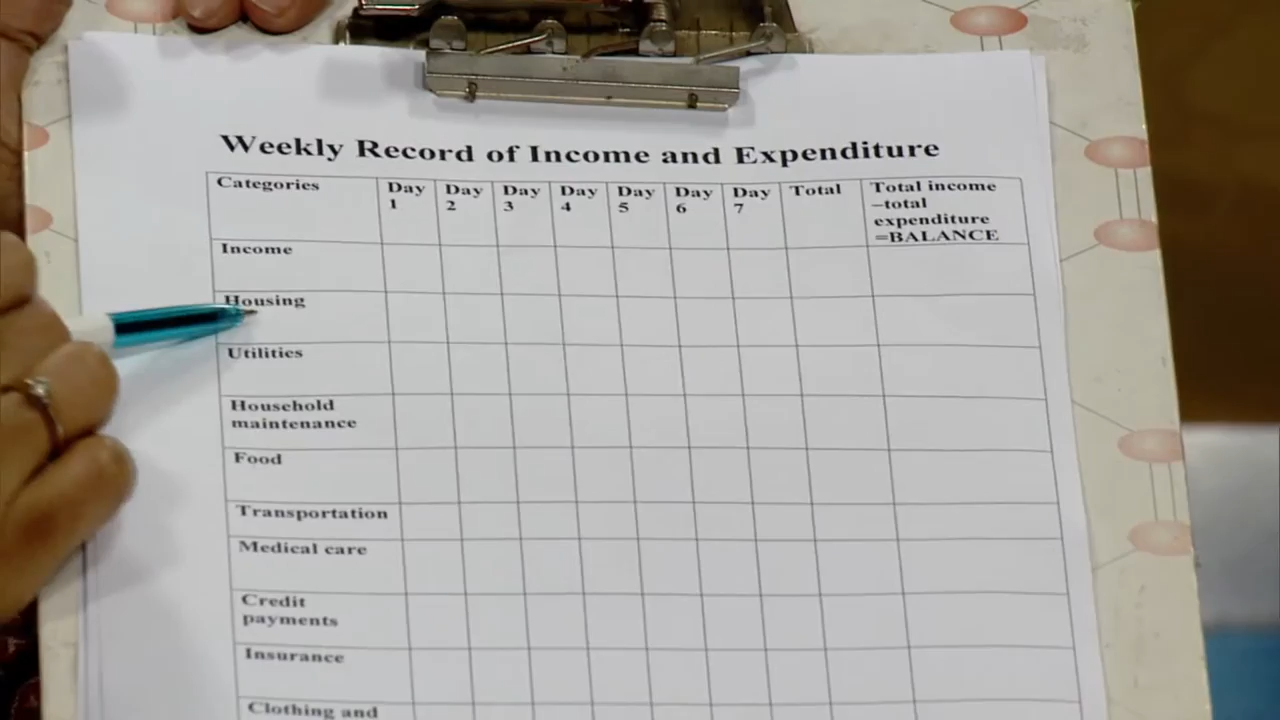 Weekly Record of Income and Expenditure
Categories Day 1 Day 2 Day 3 Day 4 Day 5 Day 6 Day 7 Total Total income
–total
expenditure
=BALANCE
Income
Housing
Utilities
Household
maintenance
Food
Transportation
Medical care
Credit
payments
Insurance
Clothing and